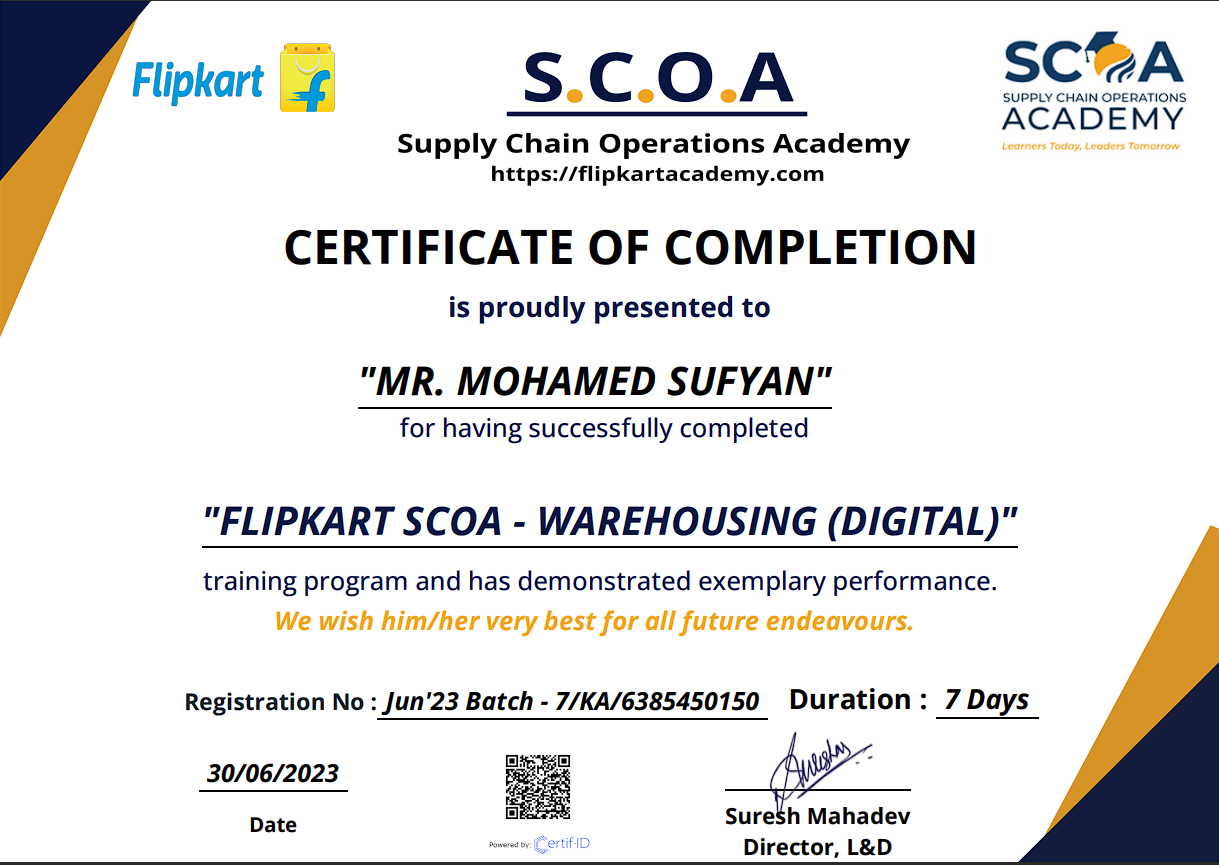 Flipkart
S.C.O.A
SCOA
SUPPLY CHAIN OPERATIONS
ACADEMY
Learners Today, Leaders Tomorrow
Supply Chain Operations Academy
https://flipkartacademy.com
CERTIFICATE OF COMPLETION
is proudly presented to
"MR. MOHAMED SUFYAN"
for having successfully completed
"FLIPKART SCOA - WAREHOUSING (DIGITAL)"
training program and has demonstrated exemplary performance.
We wish him/her very best for all future endeavours.
Registration No : Jun'23 Batch - 7/KA/6385450150 Duration : 7 Days
30/06/2023
Date
Powered by: Certif-ID
Suresh Mahadev
Director, L&D